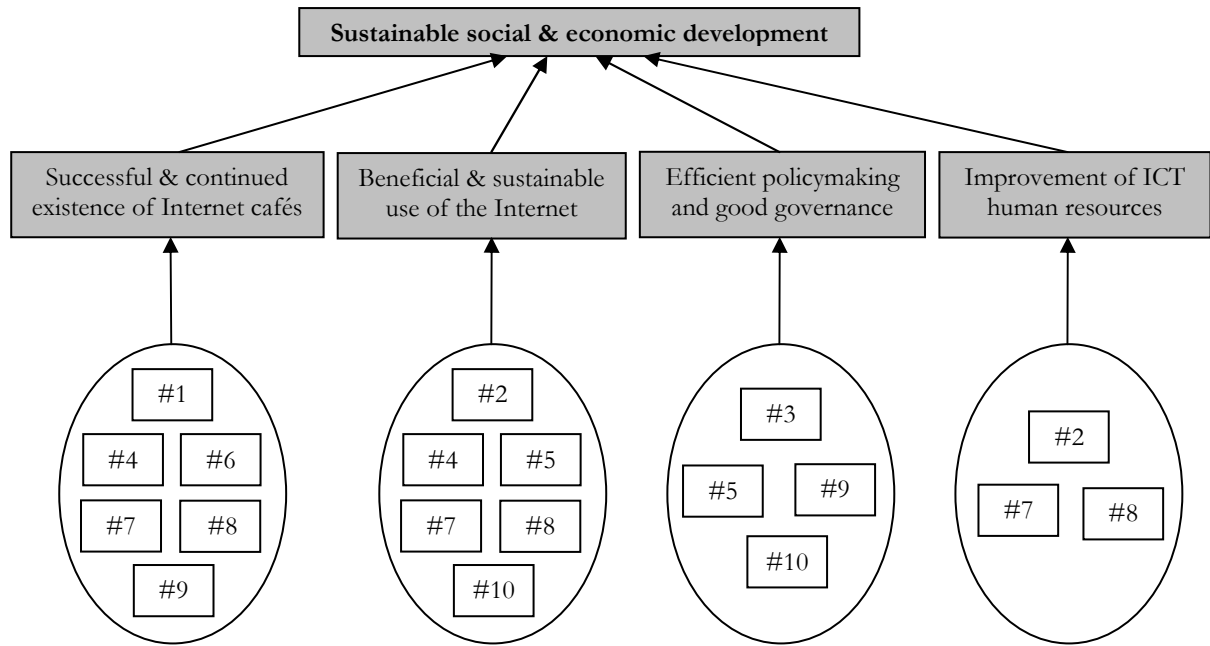 Sustainable social & economic development
Successful & continued
existence of Internet cafés
Beneficial & sustainable
use of the Internet
Efficient policymaking
and good governance
Improvement of ICT
human resources
#1
#4 #6
#7 #8
#9
#2
#4 #5
#7 #8
#10
#3
#5 #9
#10
#2
#7 #8